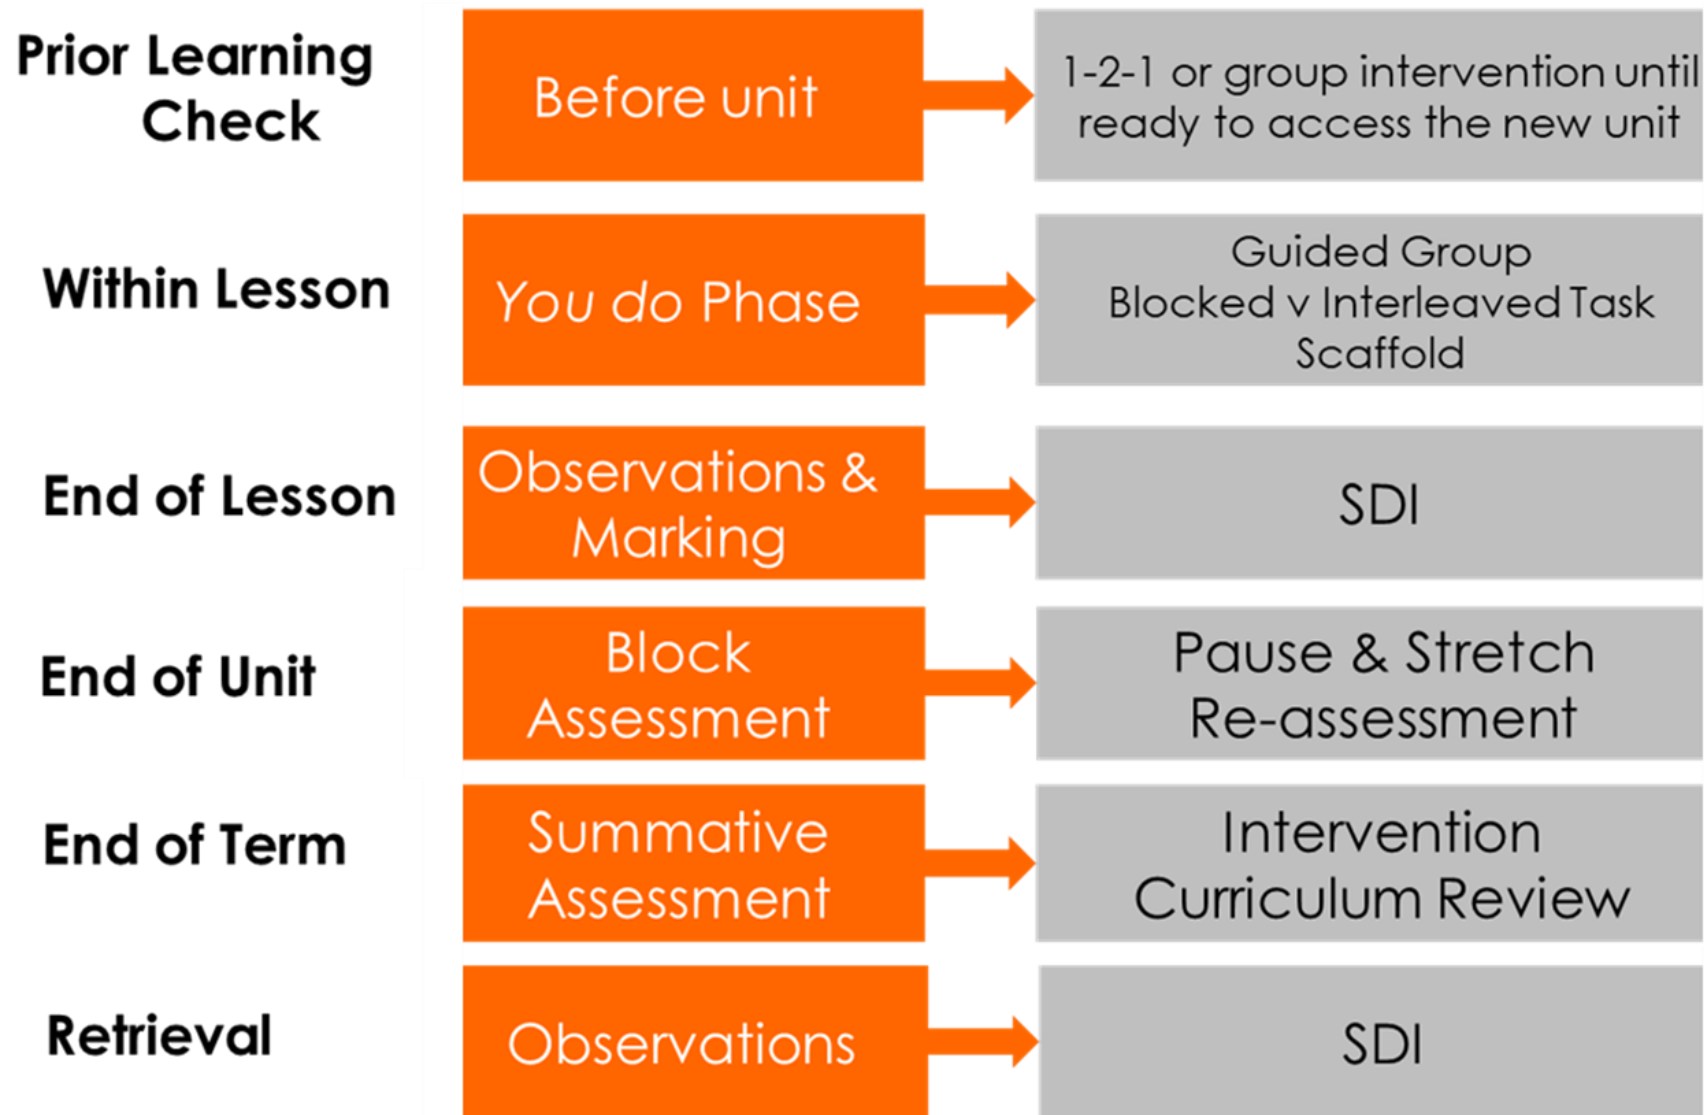 Prior Learning
Check
Before unit
1-2-1 or group intervention until
ready to access the new unit
Within Lesson
You do Phase
Guided Group
Blocked v Interleaved Task
Scaffold
End of Lesson
Observations &
Marking
SDI
End of Unit
Block
Assessment
Pause & Stretch
Re-assessment
End of Term
Summative
Assessment
Intervention
Curriculum Review
Retrieval
Observations
SDI